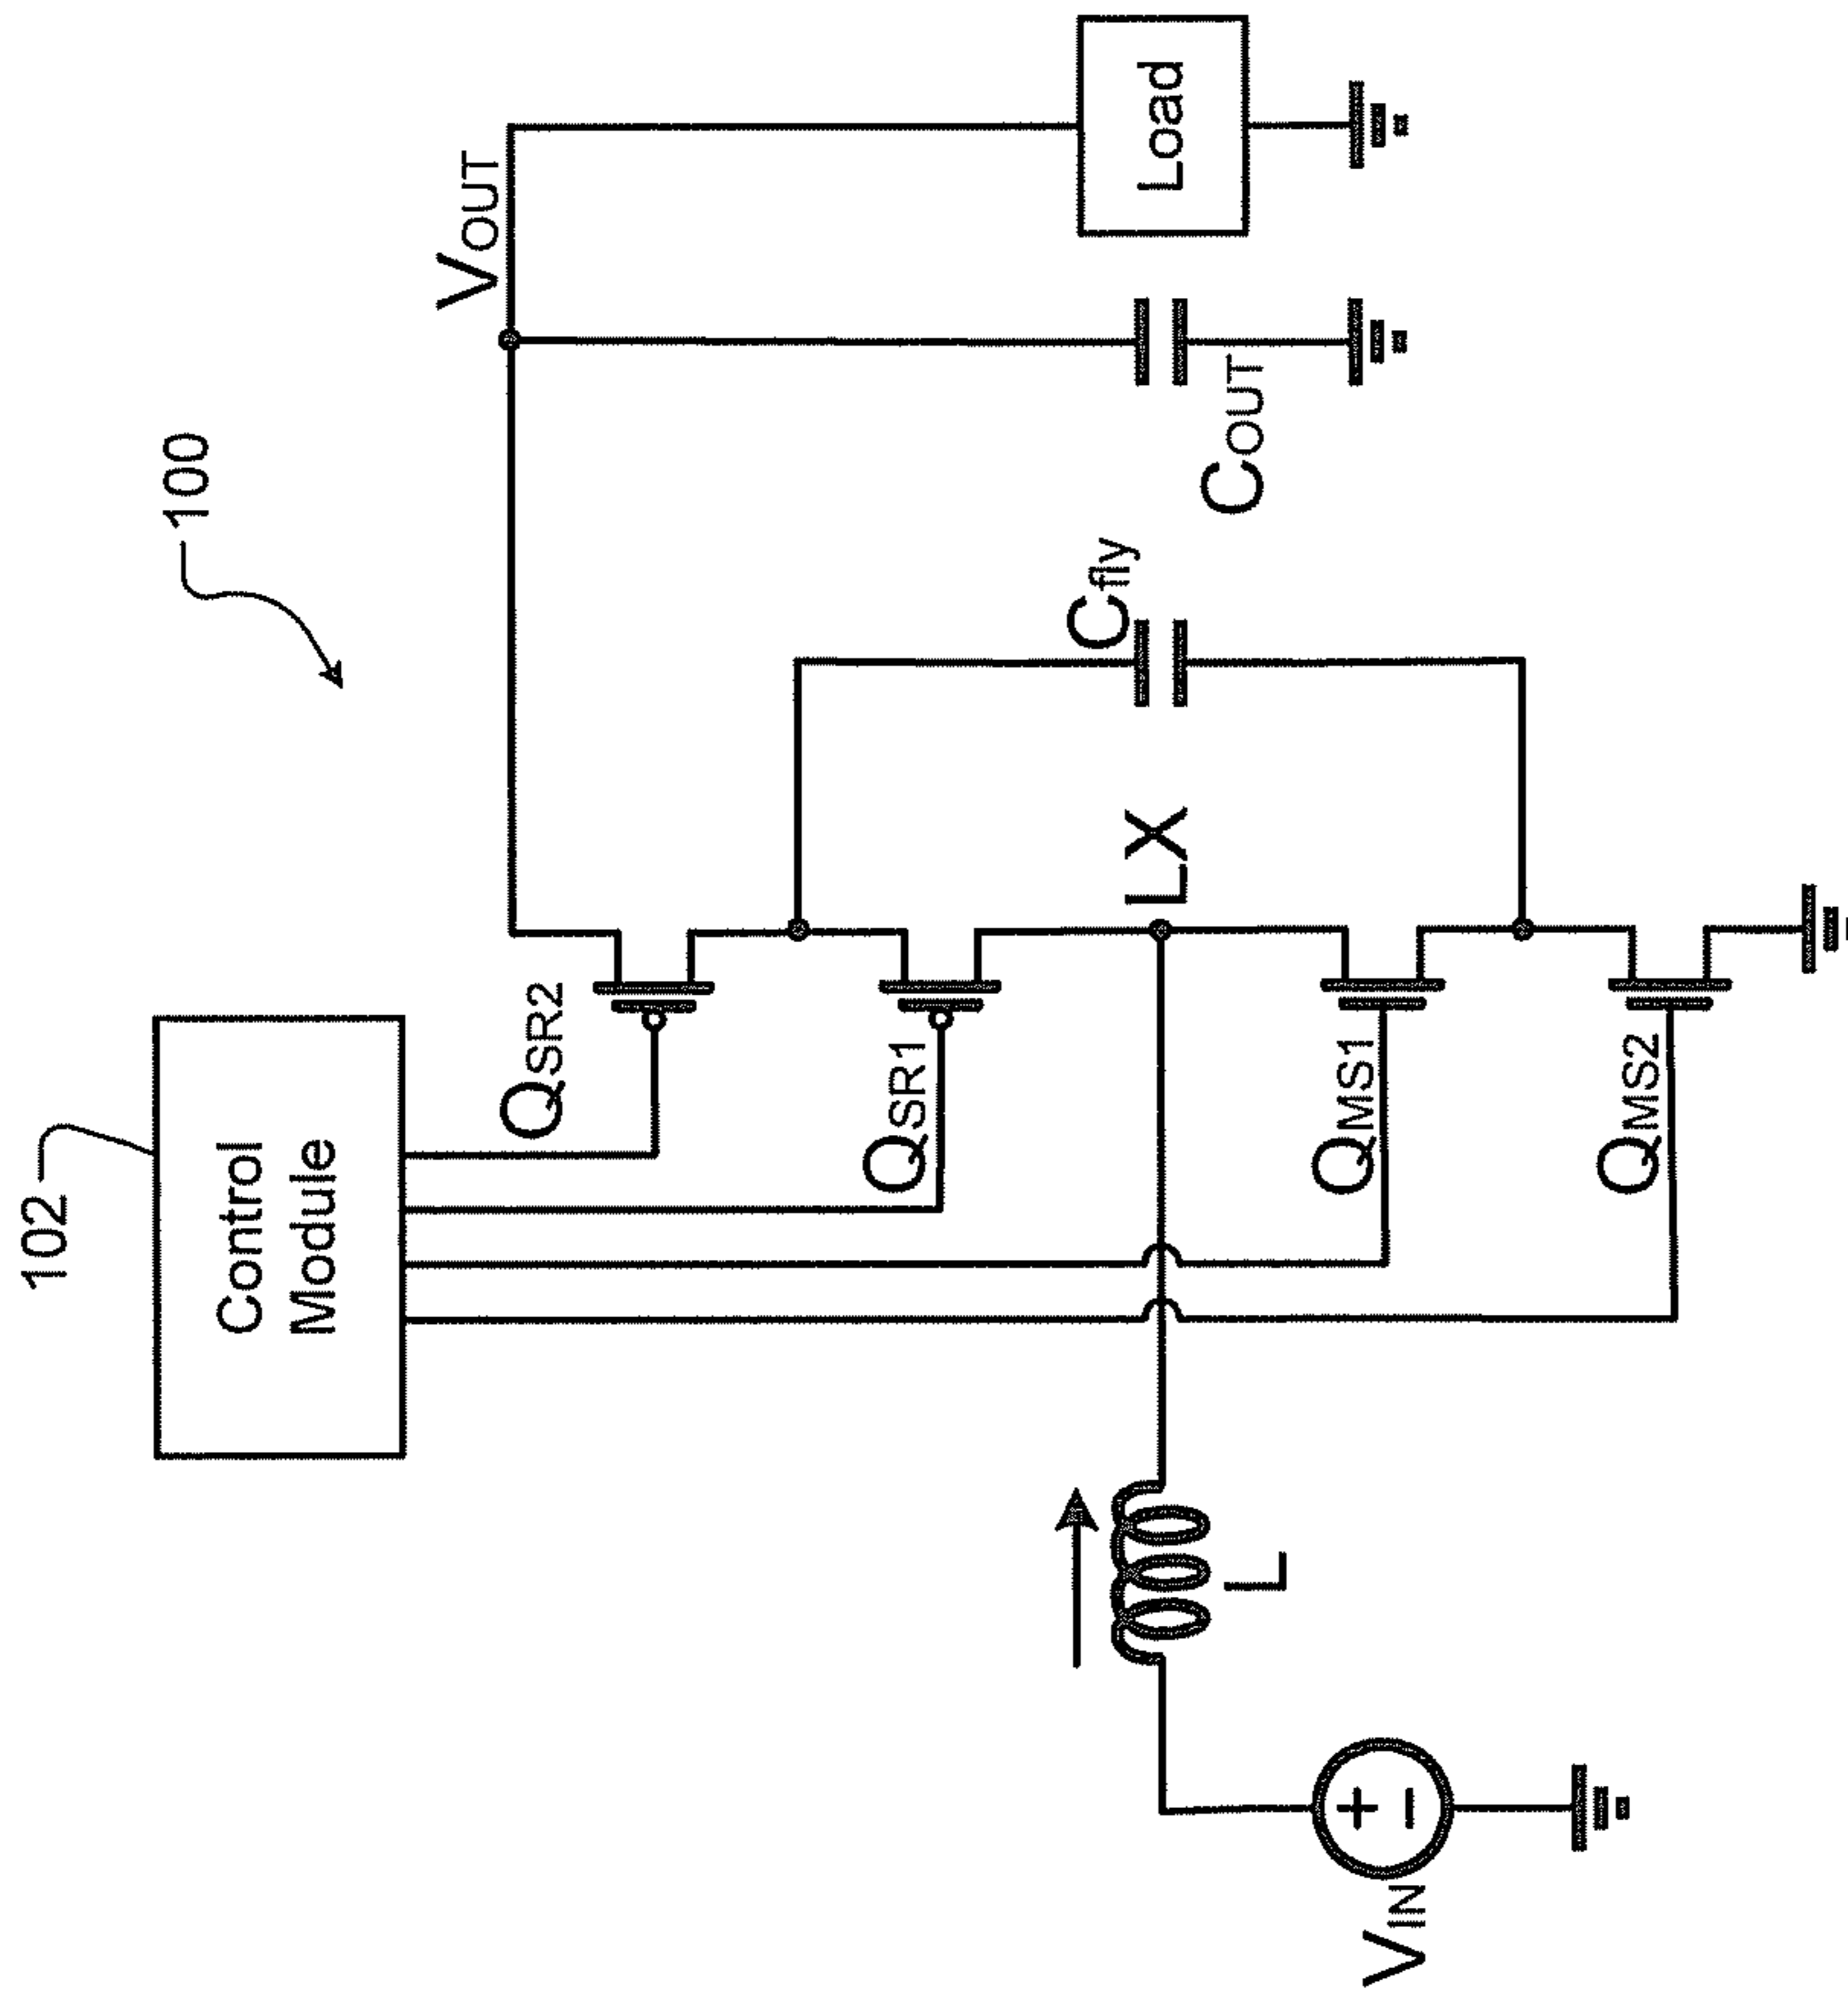 100
102
Control
Module
VOUT
QSR2
QSR1
Cfly
LX
COUT
Load
QMS1
QMS2
L
VIN
+
−